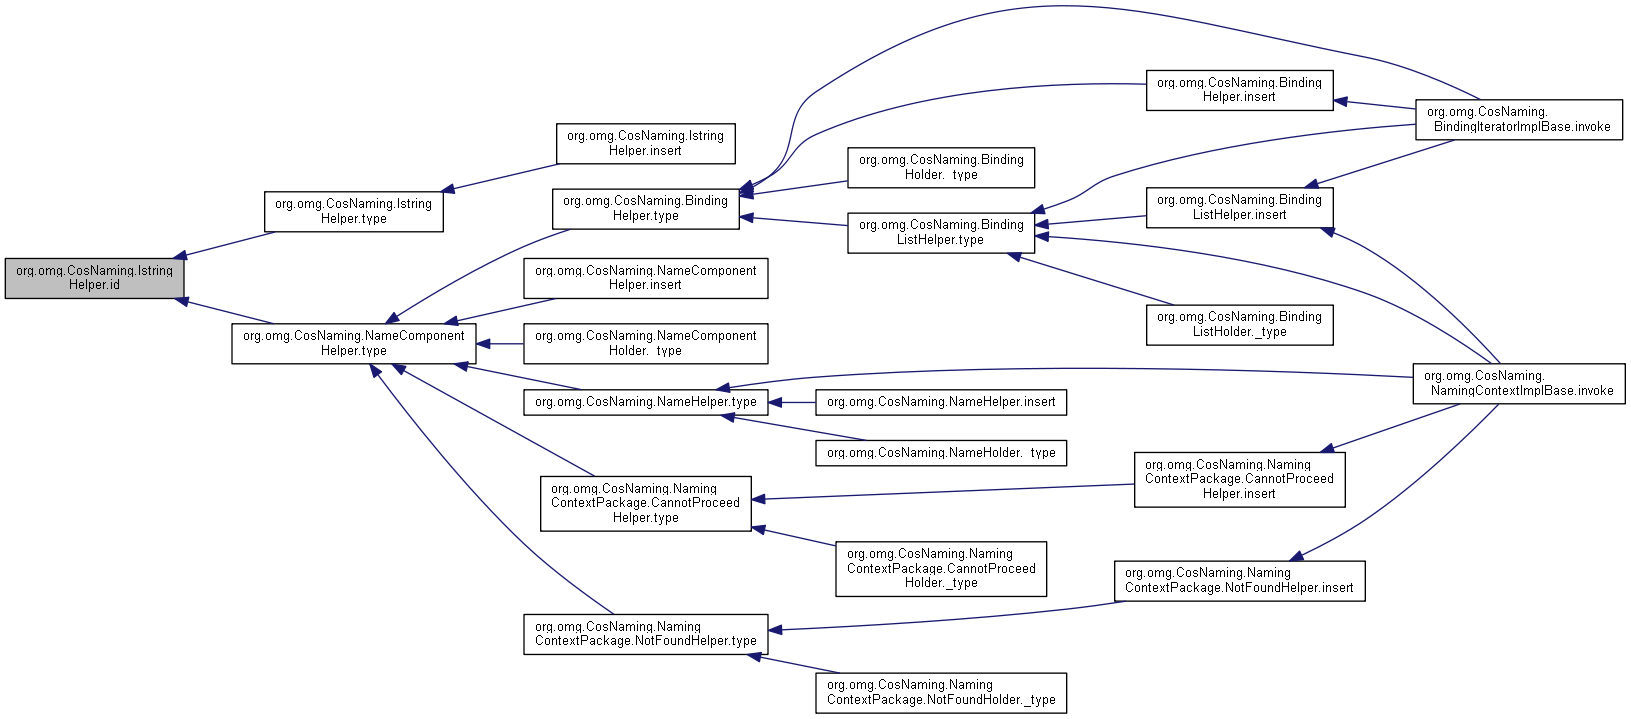 org.omg.CosNaming.Istring
Helper.id
org.omg.CosNaming.Istring
Helper.type
org.omg.CosNaming.NameComponent
Helper.type
org.omg.CosNaming.Istring
Helper.insert
org.omg.CosNaming.Binding
Helper.type
org.omg.CosNaming.NameComponent
Helper.insert
org.omg.CosNaming.NameComponent
Holder._type
org.omg.CosNaming.NameHelper.type
org.omg.CosNaming.Naming
ContextPackage.CannotProceed
Helper.type
org.omg.CosNaming.Naming
ContextPackage.NotFoundHelper.type
org.omg.CosNaming.Binding
Holder._type
org.omg.CosNaming.Binding
ListHelper.type
org.omg.CosNaming.NameHelper.insert
org.omg.CosNaming.NameHolder._type
org.omg.CosNaming.Naming
ContextPackage.CannotProceed
Holder._type
org.omg.CosNaming.Naming
ContextPackage.NotFoundHolder._type
org.omg.CosNaming.Binding
Helper.insert
org.omg.CosNaming.Binding
ListHelper.insert
org.omg.CosNaming.Binding
ListHolder._type
org.omg.CosNaming.Naming
ContextPackage.CannotProceed
Helper.insert
org.omg.CosNaming.Naming
ContextPackage.NotFoundHelper.insert
org.omg.CosNaming.
BindingIteratorImplBase.invoke
org.omg.CosNaming.
NamingContextImplBase.invoke